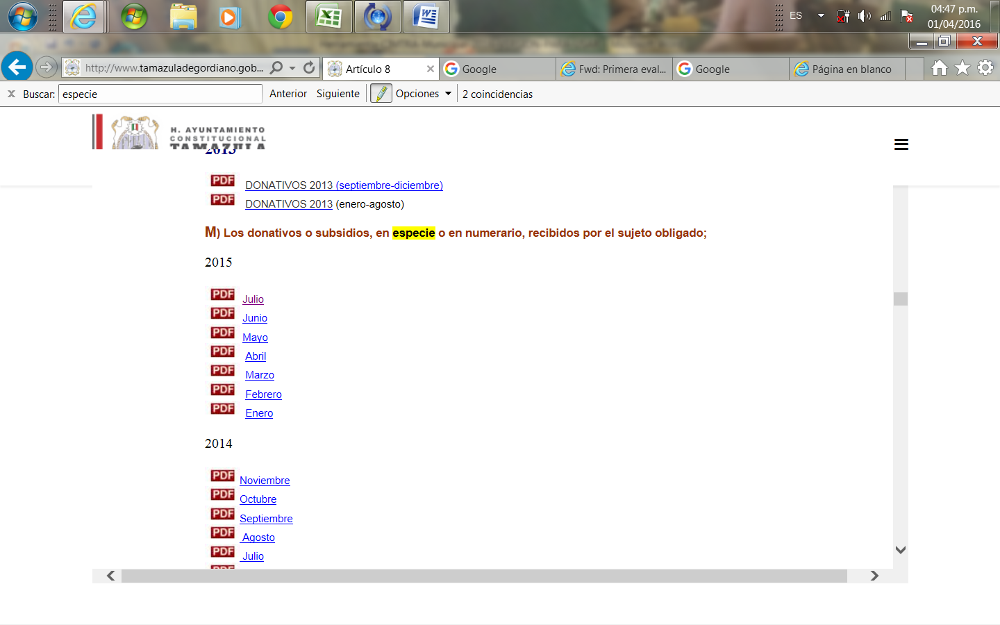 ES
04:47 p.m.
01/04/2016
http://www.tamazuladegordiano.gob...
Artículo 8
Google
Fwd: Primera eval...
Google
Página en blanco
x Buscar: especie Anterior Siguiente Opciones 2 coincidencias
H. AYUNTAMIENTO
CONSTITUCIONAL
TAMAZULA
2013
PDF DONATIVOS 2013 (septiembre-diciembre)
PDF DONATIVOS 2013 (enero-agosto)
M) Los donativos o subsidios, en especie o en numerario, recibidos por el sujeto obligado;
2015
PDF Julio
PDF Junio
PDF Mayo
PDF Abril
PDF Marzo
PDF Febrero
PDF Enero
2014
PDF Noviembre
PDF Octubre
PDF Septiembre
PDF Agosto
PDF Julio